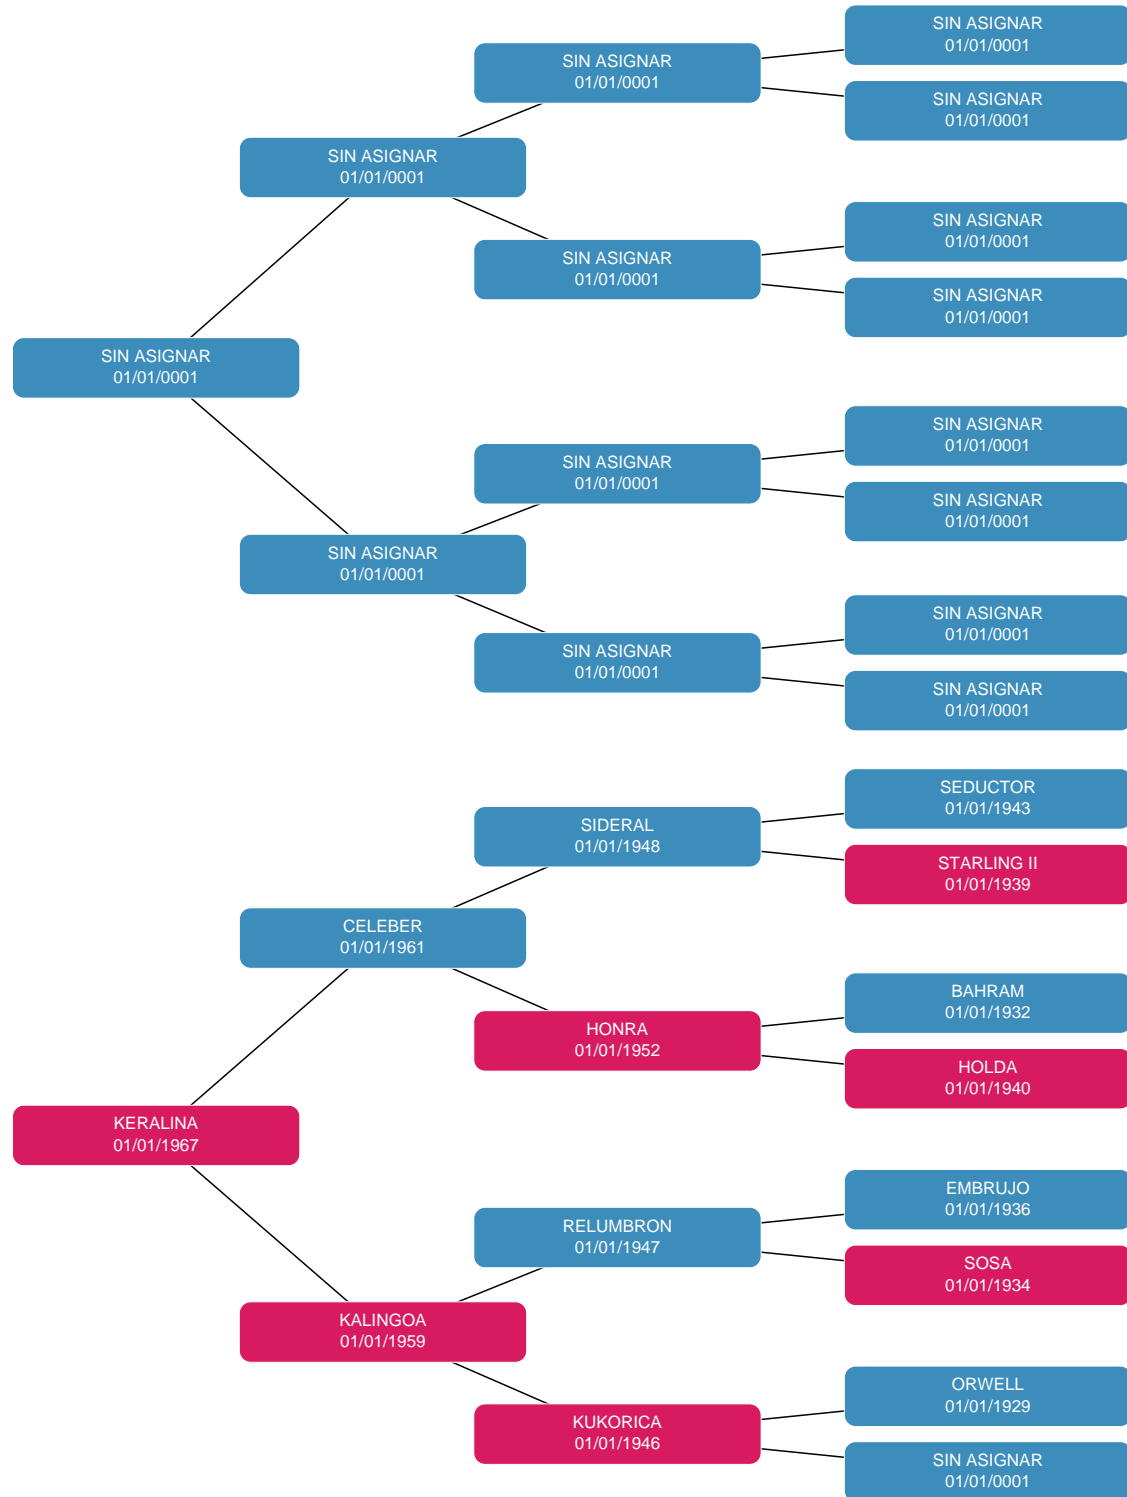 SIN ASIGNAR
01/01/0001
SIN ASIGNAR
01/01/0001
SIN ASIGNAR
01/01/0001
SIN ASIGNAR
01/01/0001
SIN ASIGNAR
01/01/0001
SIN ASIGNAR
01/01/0001
SIN ASIGNAR
01/01/0001
SIN ASIGNAR
01/01/0001
SIN ASIGNAR
01/01/0001
SIN ASIGNAR
01/01/0001
SIN ASIGNAR
01/01/0001
SIN ASIGNAR
01/01/0001
SIN ASIGNAR
01/01/0001
SIN ASIGNAR
01/01/0001
SIN ASIGNAR
01/01/0001
SEDUCTOR
01/01/1943
SIDERAL
01/01/1948
STARLING II
01/01/1939
CELEBER
01/01/1961
BAHRAM
01/01/1932
HONRA
01/01/1952
HOLDA
01/01/1940
KERALINA
01/01/1967
EMBRUJO
01/01/1936
RELUMBRON
01/01/1947
SOSA
01/01/1934
KALINGOA
01/01/1959
ORWELL
01/01/1929
KUKORICA
01/01/1946
SIN ASIGNAR
01/01/0001